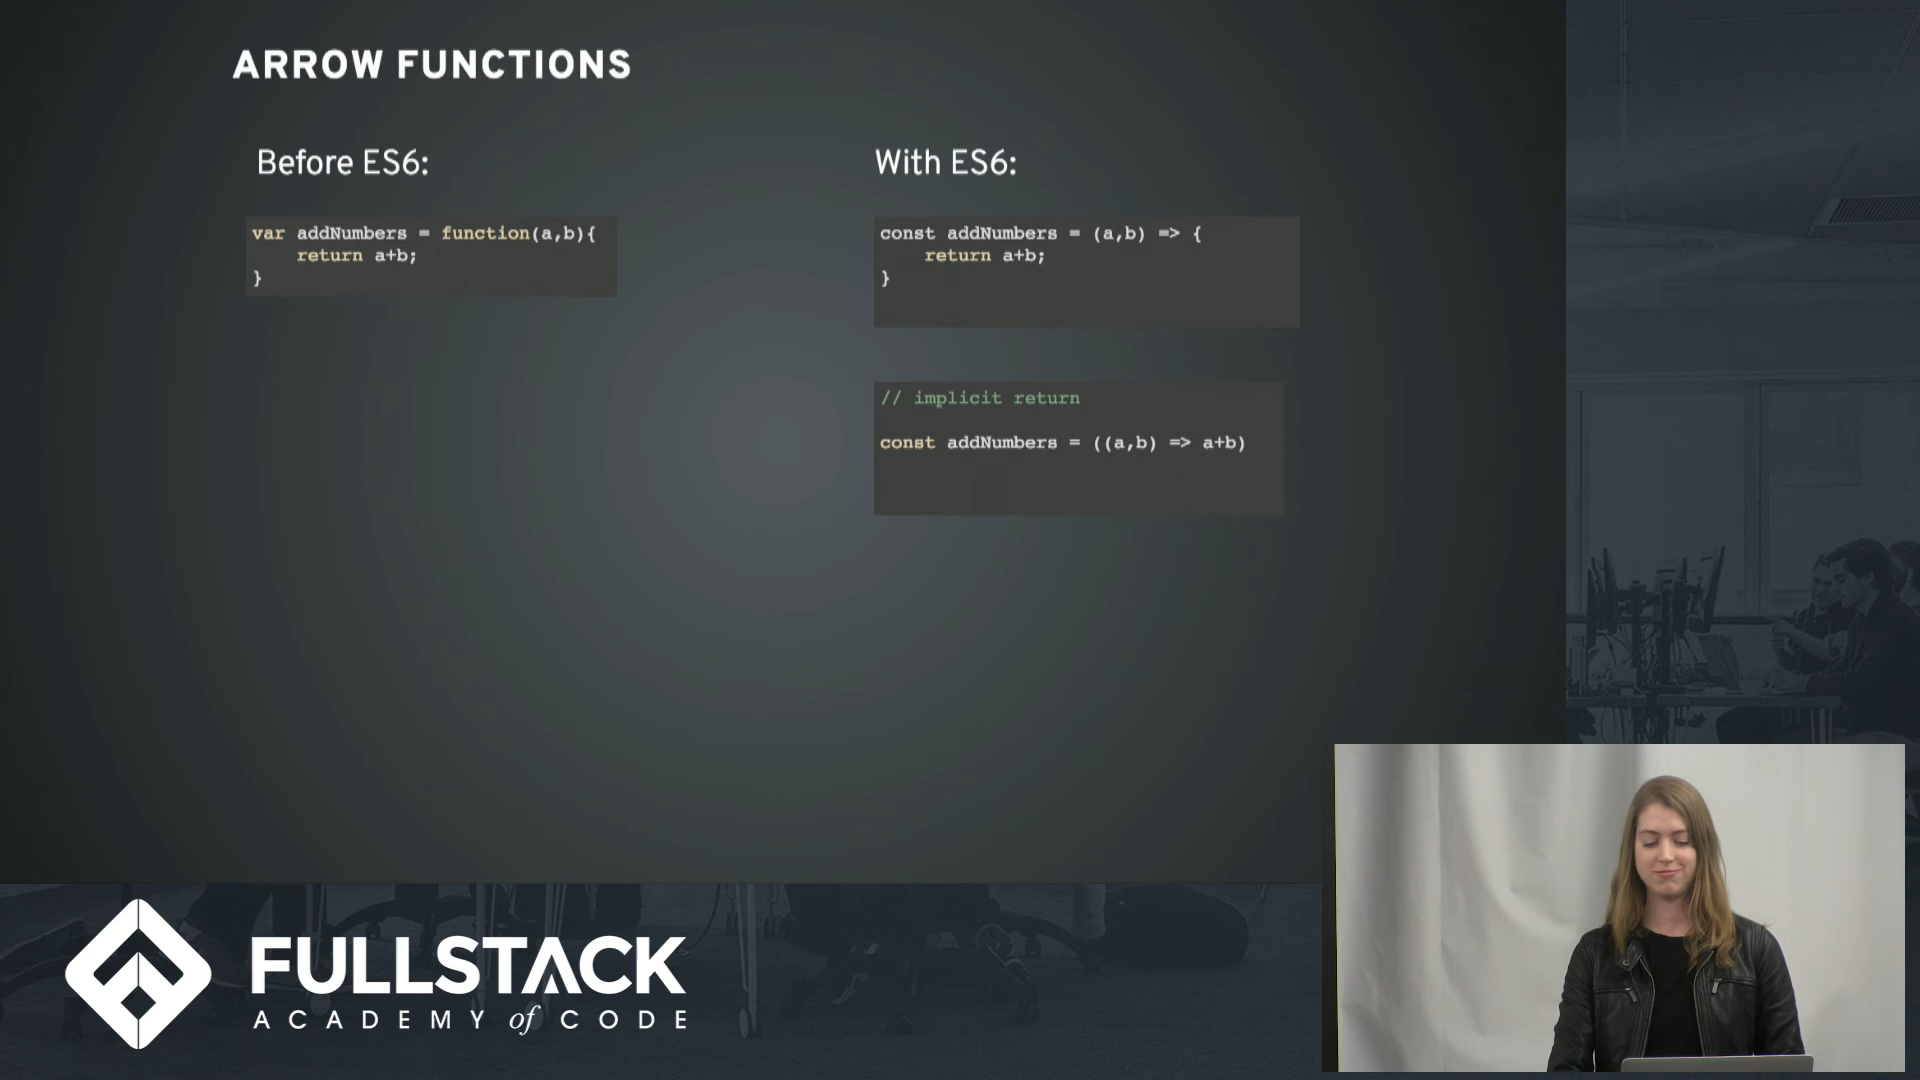 ARROW FUNCTIONS
Before ES6:
var addNumbers = function(a,b){
    return a+b;
}
With ES6:
const addNumbers = (a,b) => {
    return a+b;
}
// implicit return
const addNumbers = ((a,b) => a+b)
FULLSTACK
ACADEMY of CODE